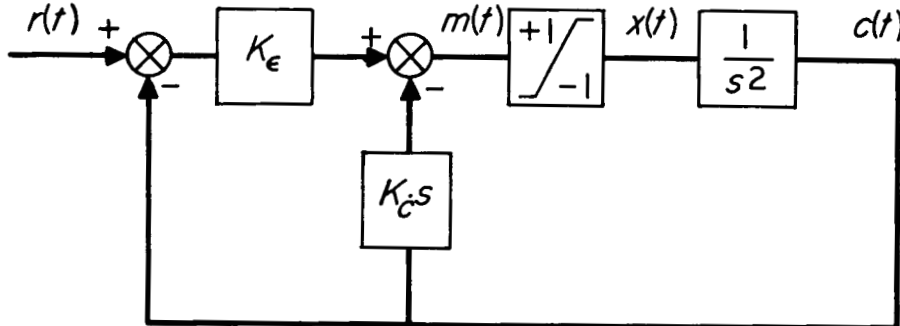 r(t) + − K_ϵ + − m(t) +1 −1 x(t) 1/s2 c(t)
K_ċ s